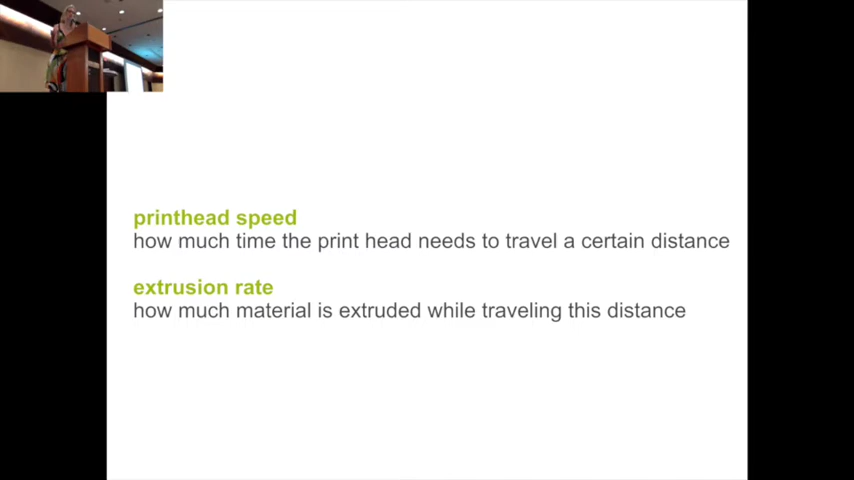 printhead speed
how much time the print head needs to travel a certain distance
extrusion rate
how much material is extruded while traveling this distance